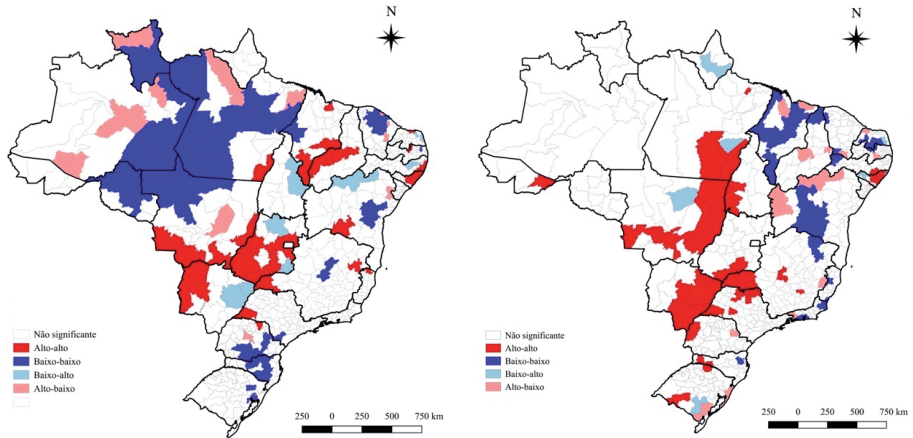 N
Não significante
Alto-alto
Baixo-baixo
Baixo-alto
Alto-baixo
250 0 250 500 750 km
N
Não significante
Alto-alto
Baixo-baixo
Baixo-alto
Alto-baixo
250 0 250 500 750 km